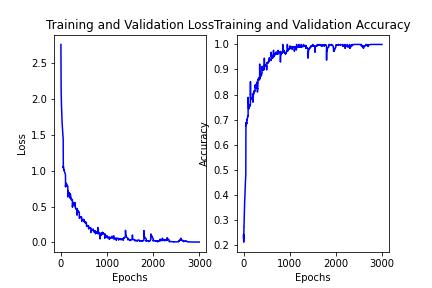 Training and Validation Loss
Loss
2.5
2.0
1.5
1.0
0.5
0.0
0 1000 2000 3000
Epochs
Training and Validation Accuracy
Accuracy
1.0
0.9
0.8
0.7
0.6
0.5
0.4
0.3
0.2
0 1000 2000 3000
Epochs